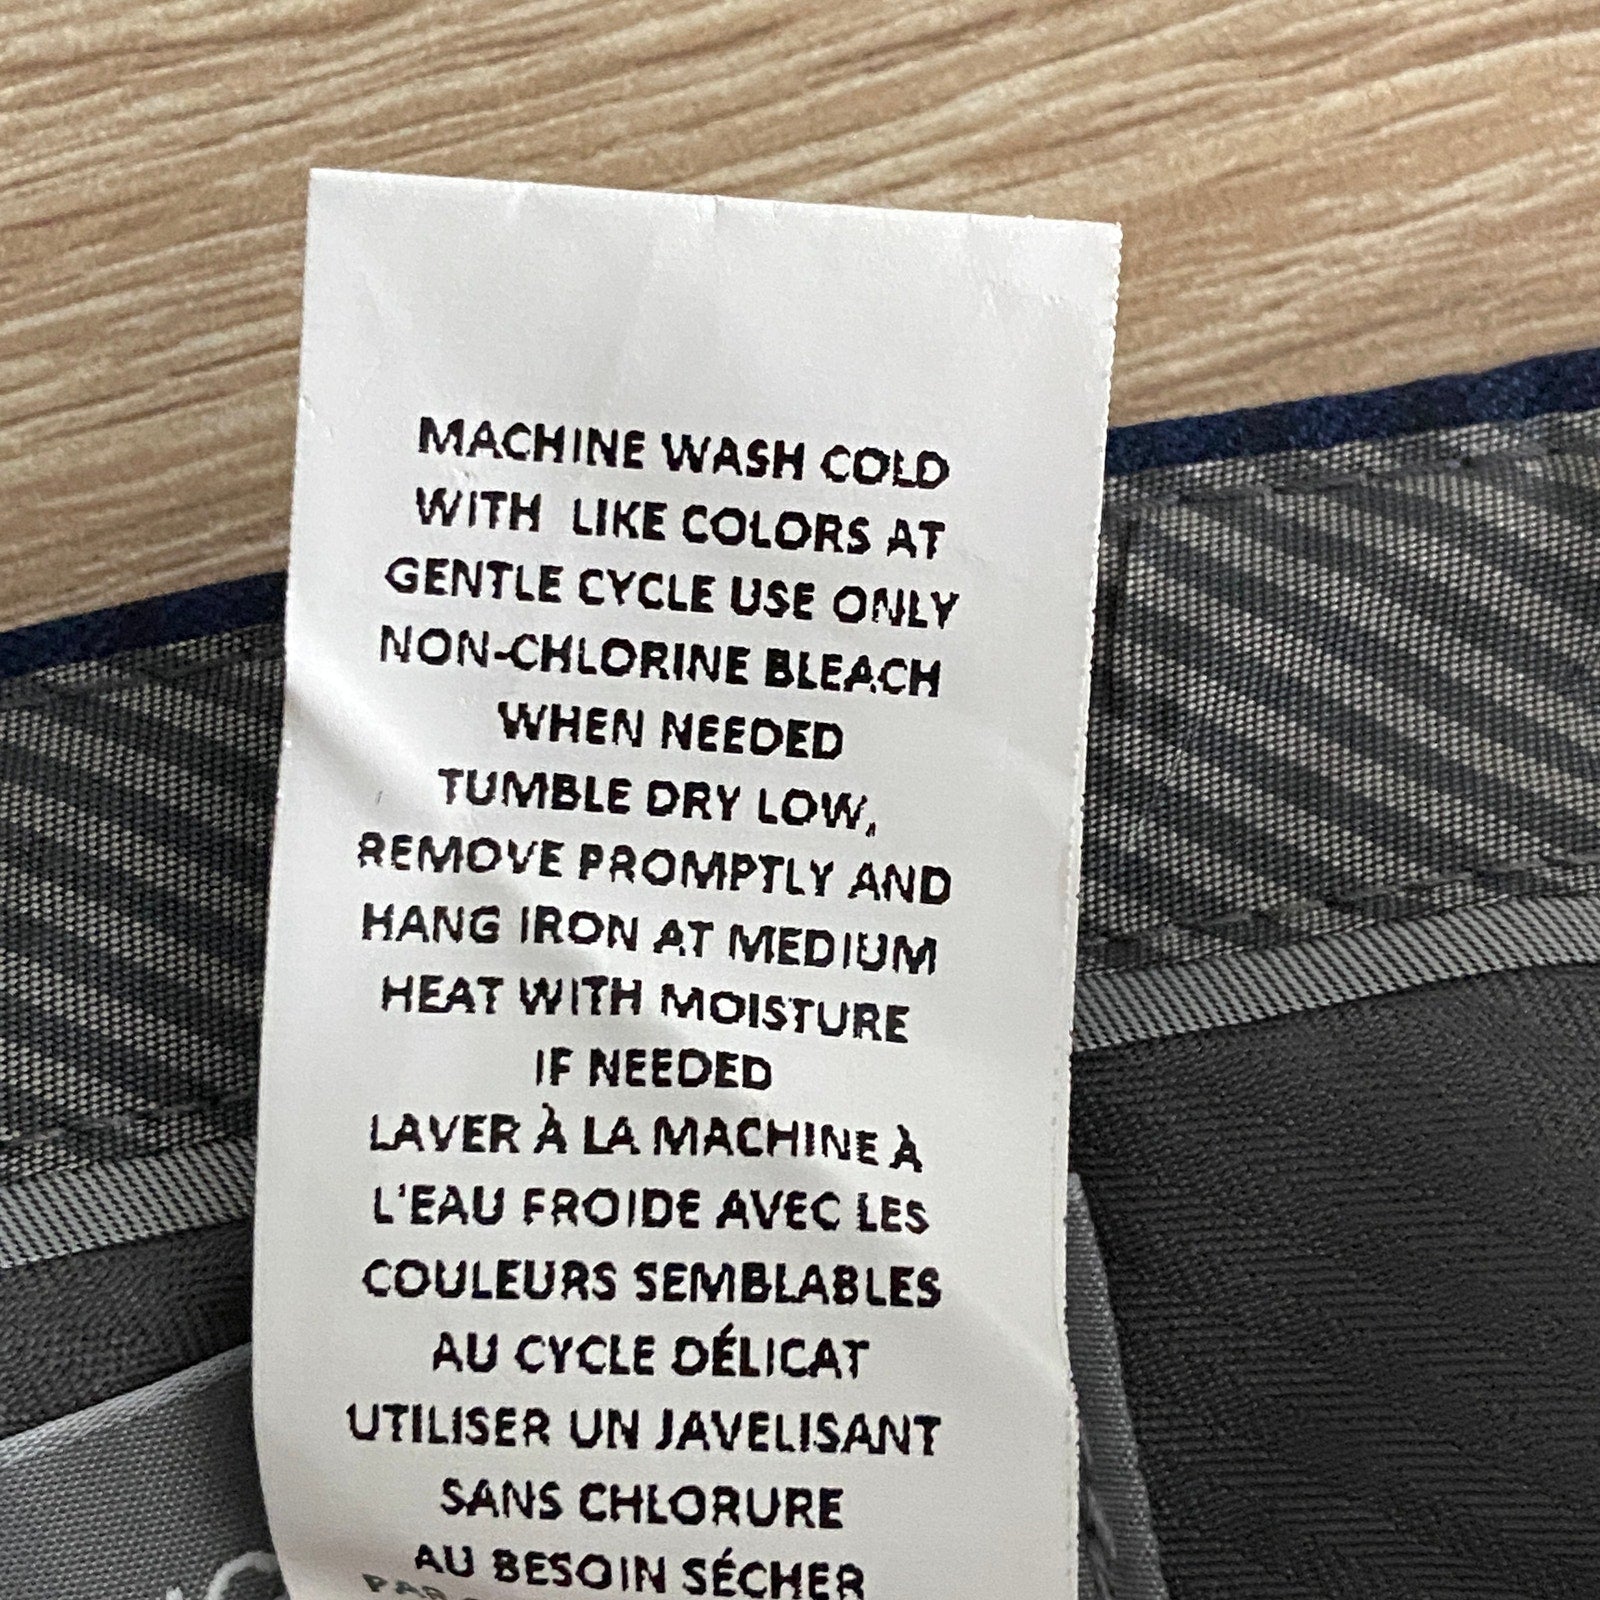 MACHINE WASH COLD
WITH LIKE COLORS AT
GENTLE CYCLE USE ONLY
NON-CHLORINE BLEACH
WHEN NEEDED
TUMBLE DRY LOW,
REMOVE PROMPTLY AND
HANG IRON AT MEDIUM
HEAT WITH MOISTURE
IF NEEDED
LAVER À LA MACHINE À
L'EAU FROIDE AVEC LES
COULEURS SEMBLABLES
AU CYCLE DÉLICAT
UTILISER UN JAVELISANT
SANS CHLORURE
AU BESOIN SÉCHER
PAR